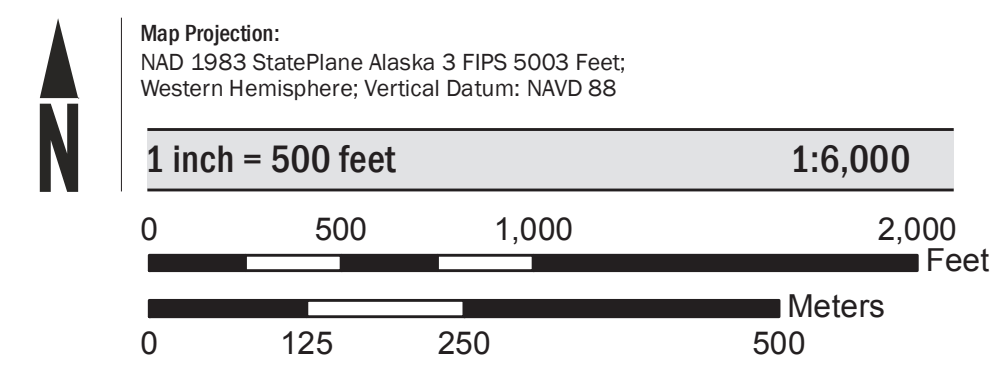 N
Map Projection:
NAD 1983 StatePlane Alaska 3 FIPS 5003 Feet;
Western Hemisphere; Vertical Datum: NAVD 88
1 inch = 500 feet 1:6,000
0 500 1,000 2,000
Feet
Meters
0 125 250 500